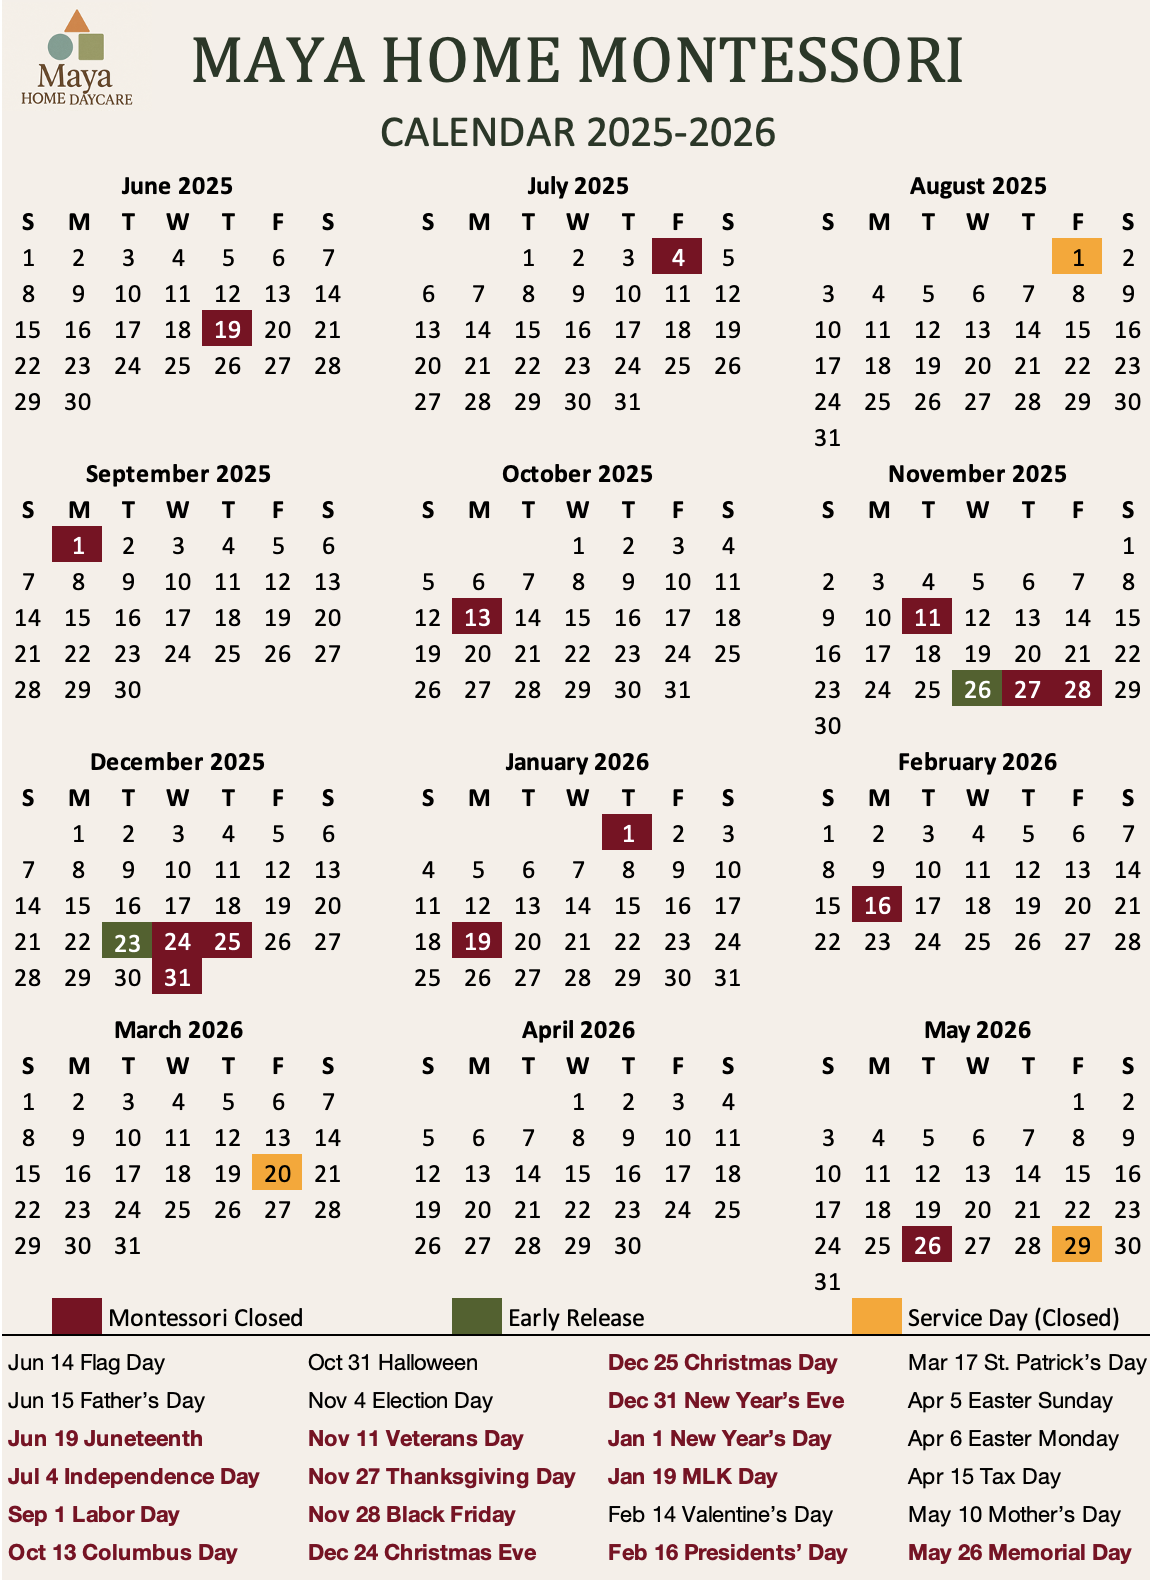 Maya
HOME DAYCARE
MAYA HOME MONTESSORI
CALENDAR 2025-2026
June 2025
S M T W T F S
1 2 3 4 5 6 7
8 9 10 11 12 13 14
15 16 17 18 19 20 21
22 23 24 25 26 27 28
29 30
July 2025
S M T W T F S
1 2 3 4 5
6 7 8 9 10 11 12
13 14 15 16 17 18 19
20 21 22 23 24 25 26
27 28 29 30 31
August 2025
S M T W T F S
1 2
3 4 5 6 7 8 9
10 11 12 13 14 15 16
17 18 19 20 21 22 23
24 25 26 27 28 29 30
31
September 2025
S M T W T F S
1 2 3 4 5 6
7 8 9 10 11 12 13
14 15 16 17 18 19 20
21 22 23 24 25 26 27
28 29 30
October 2025
S M T W T F S
1 2 3 4
5 6 7 8 9 10 11
12 13 14 15 16 17 18
19 20 21 22 23 24 25
26 27 28 29 30 31
November 2025
S M T W T F S
1
2 3 4 5 6 7 8
9 10 11 12 13 14 15
16 17 18 19 20 21 22
23 24 25 26 27 28 29
30
December 2025
S M T W T F S
1 2 3 4 5 6
7 8 9 10 11 12 13
14 15 16 17 18 19 20
21 22 23 24 25 26 27
28 29 30 31
January 2026
S M T W T F S
1 2 3
4 5 6 7 8 9 10
11 12 13 14 15 16 17
18 19 20 21 22 23 24
25 26 27 28 29 30 31
February 2026
S M T W T F S
1 2 3 4 5 6 7
8 9 10 11 12 13 14
15 16 17 18 19 20 21
22 23 24 25 26 27 28
March 2026
S M T W T F S
1 2 3 4 5 6 7
8 9 10 11 12 13 14
15 16 17 18 19 20 21
22 23 24 25 26 27 28
29 30 31
April 2026
S M T W T F S
1 2 3 4
5 6 7 8 9 10 11
12 13 14 15 16 17 18
19 20 21 22 23 24 25
26 27 28 29 30
May 2026
S M T W T F S
1 2
3 4 5 6 7 8 9
10 11 12 13 14 15 16
17 18 19 20 21 22 23
24 25 26 27 28 29 30
31
Montessori Closed
Early Release
Service Day (Closed)
Jun 14 Flag Day
Jun 15 Father's Day
Jun 19 Juneteenth
Jul 4 Independence Day
Sep 1 Labor Day
Oct 13 Columbus Day
Oct 31 Halloween
Nov 4 Election Day
Nov 11 Veterans Day
Nov 27 Thanksgiving Day
Nov 28 Black Friday
Dec 24 Christmas Eve
Dec 25 Christmas Day
Dec 31 New Year's Eve
Jan 1 New Year's Day
Jan 19 MLK Day
Feb 14 Valentine's Day
Feb 16 Presidents' Day
Mar 17 St. Patrick's Day
Apr 5 Easter Sunday
Apr 6 Easter Monday
Apr 15 Tax Day
May 10 Mother's Day
May 26 Memorial Day